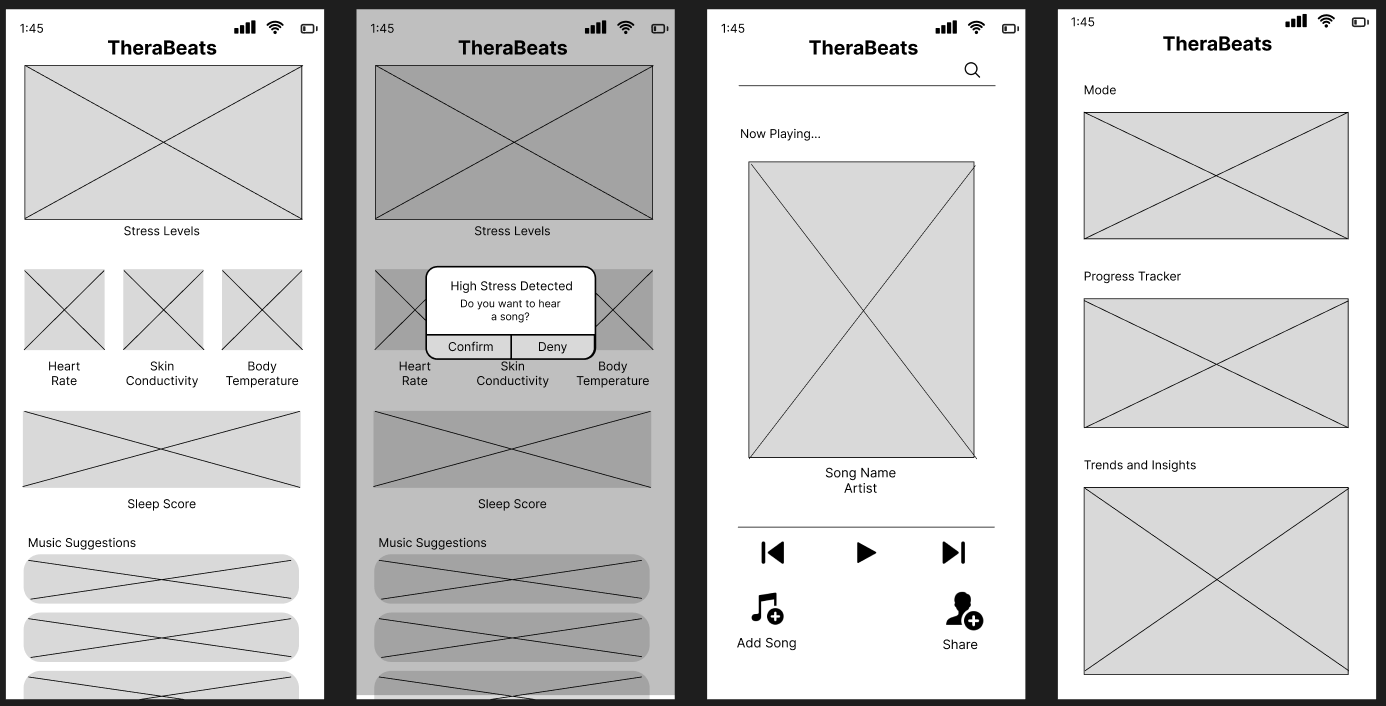 1:45
TheraBeats
Stress Levels
Heart
Rate
Skin
Conductivity
Body
Temperature
Sleep Score
Music Suggestions
1:45
TheraBeats
Stress Levels
High Stress Detected
Do you want to hear
a song?
Confirm
Deny
Heart
Rate
Skin
Conductivity
Body
Temperature
Sleep Score
Music Suggestions
1:45
TheraBeats
Now Playing...
Song Name
Artist
Add Song
Share
1:45
TheraBeats
Mode
Progress Tracker
Trends and Insights